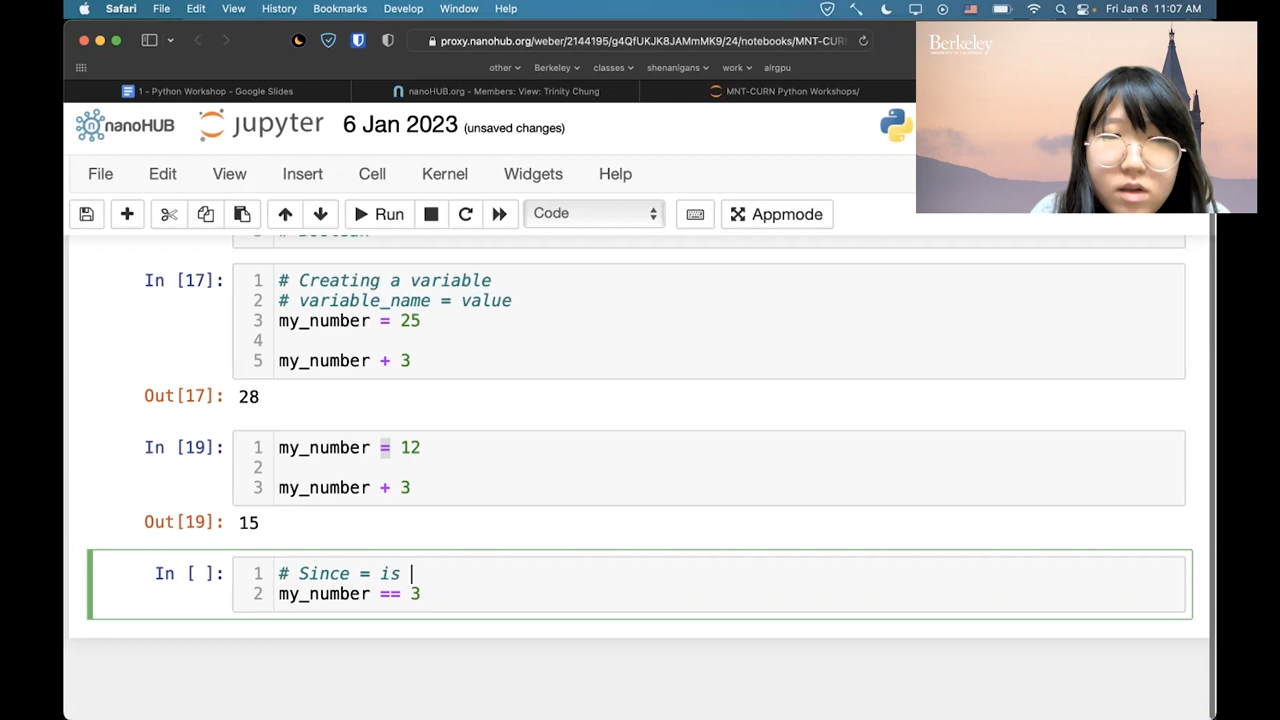 Safari File Edit View History Bookmarks Develop Window Help Fri Jan 6 11:07 AM
proxy.nanohub.org/weber/2144195/g4QfUKJK8JAMmMK9/24/notebooks/MNT-CURN
other Berkeley classes shenanigans work airgpu
1 - Python Workshop - Google Slides nanoHUB.org - Members: View: Trinity Chung MNT-CURN Python Workshops/
Berkeley
nanoHUB jupyter 6 Jan 2023 (unsaved changes)
File Edit View Insert Cell Kernel Widgets Help
Run Code Appmode
In [17]: 1 # Creating a variable
2 # variable_name = value
3 my_number = 25
4
5 my_number + 3
Out[17]: 28
In [19]: 1 my_number = 12
2
3 my_number + 3
Out[19]: 15
In [ ]: 1 # Since = is
2 my_number == 3